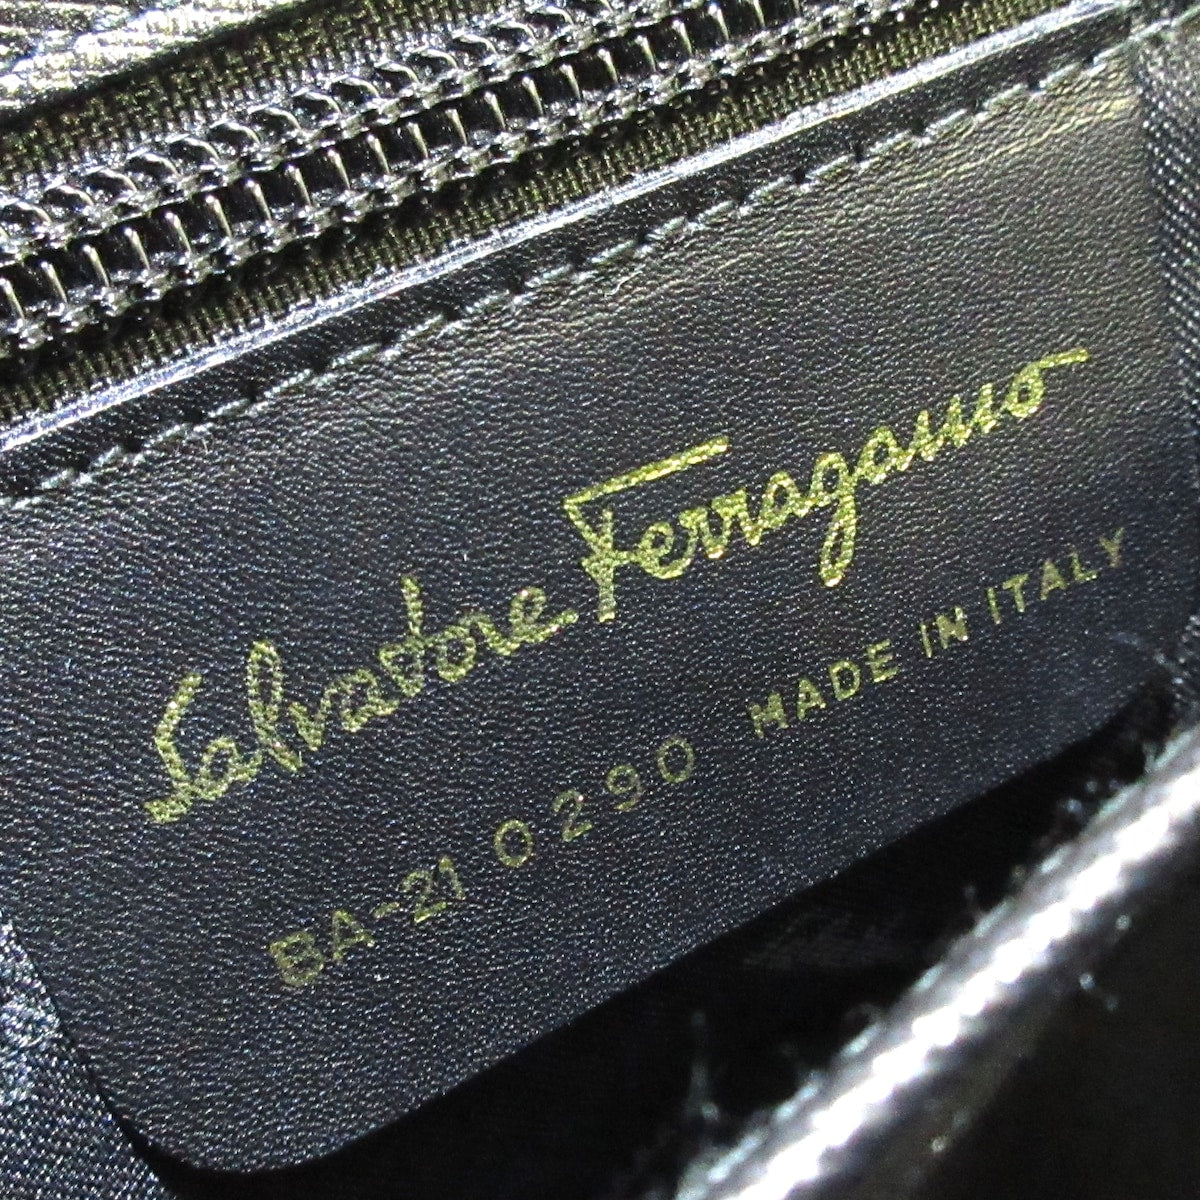 Salvatore Ferragamo
BA-21 0290 MADE IN ITALY